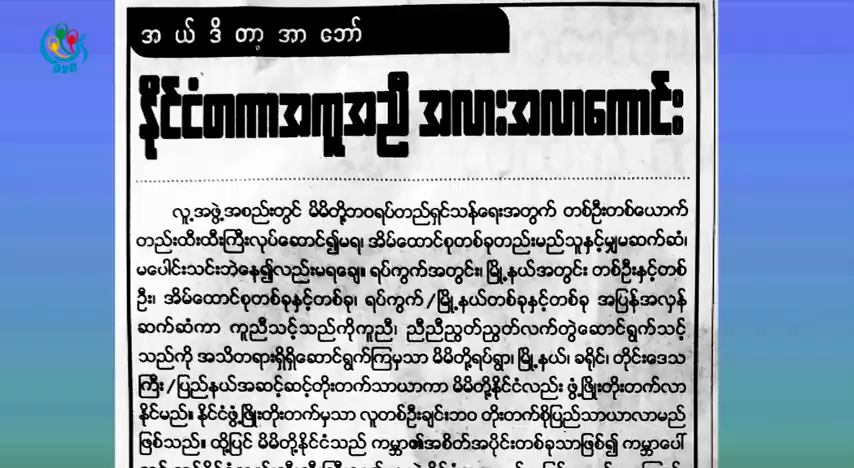 အယ်ဒီတာ့အာဘော်
နိုင်ငံတကာအကူအညီ အလားအလာကောင်း
လူ့အဖွဲ့အစည်းတွင် မိမိတို့ဘဝရပ်တည်ရှင်သန်ရေးအတွက် တစ်ဦးတစ်ယောက်
တည်းထီးထီးကြီးလုပ်ဆောင်၍မရ၊ အိမ်ထောင်စုတစ်ခုတည်းမည်သူနှင့်မျှမဆက်ဆံ၊
မပေါင်းသင်းဘဲနေ၍လည်းမရချေ။ ရပ်ကွက်အတွင်း၊ မြို့နယ်အတွင်း တစ်ဦးနှင့်တစ်
ဦး၊ အိမ်ထောင်စုတစ်ခုနှင့်တစ်ခု၊ ရပ်ကွက်/မြို့နယ်တစ်ခုနှင့်တစ်ခု အပြန်အလှန်
ဆက်ဆံကာ ကူညီသင့်သည်ကိုကူညီ၊ ညီညီညွတ်ညွတ်လက်တွဲဆောင်ရွက်သင့်
သည်ကို အသိတရားရှိရှိဆောင်ရွက်ကြမှသာ မိမိတို့ရပ်ရွာ၊ မြို့နယ်၊ ခရိုင်၊ တိုင်းဒေသ
ကြီး/ပြည်နယ်အဆင့်ဆင့်တိုးတက်သာယာကာ မိမိတို့နိုင်ငံလည်း ဖွံ့ဖြိုးတိုးတက်လာ
နိုင်မည်။ နိုင်ငံဖွံ့ဖြိုးတိုးတက်မှသာ လူတစ်ဦးချင်းဘဝ တိုးတက်စိုပြည်သာယာလာမည်
ဖြစ်သည်။ ထို့ပြင် မိမိတို့နိုင်ငံသည် ကမ္ဘာ၏အစိတ်အပိုင်းတစ်ခုသာဖြစ်၍ ကမ္ဘာပေါ်